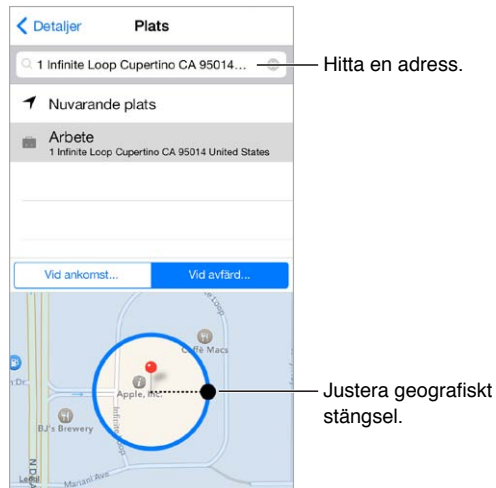 Detaljer
Plats
1 Infinite Loop Cupertino CA 95014...
Hitta en adress.
Nuvarande plats
Arbete
1 Infinite Loop Cupertino CA 95014 United States
Vid ankomst...
Vid avfärd...
Loop
Caffè Macs
Apple, Inc.
Justera geografiskt
stängsel.
BJ's Brewery
Infinite Loop
Mariani Ave
Legal